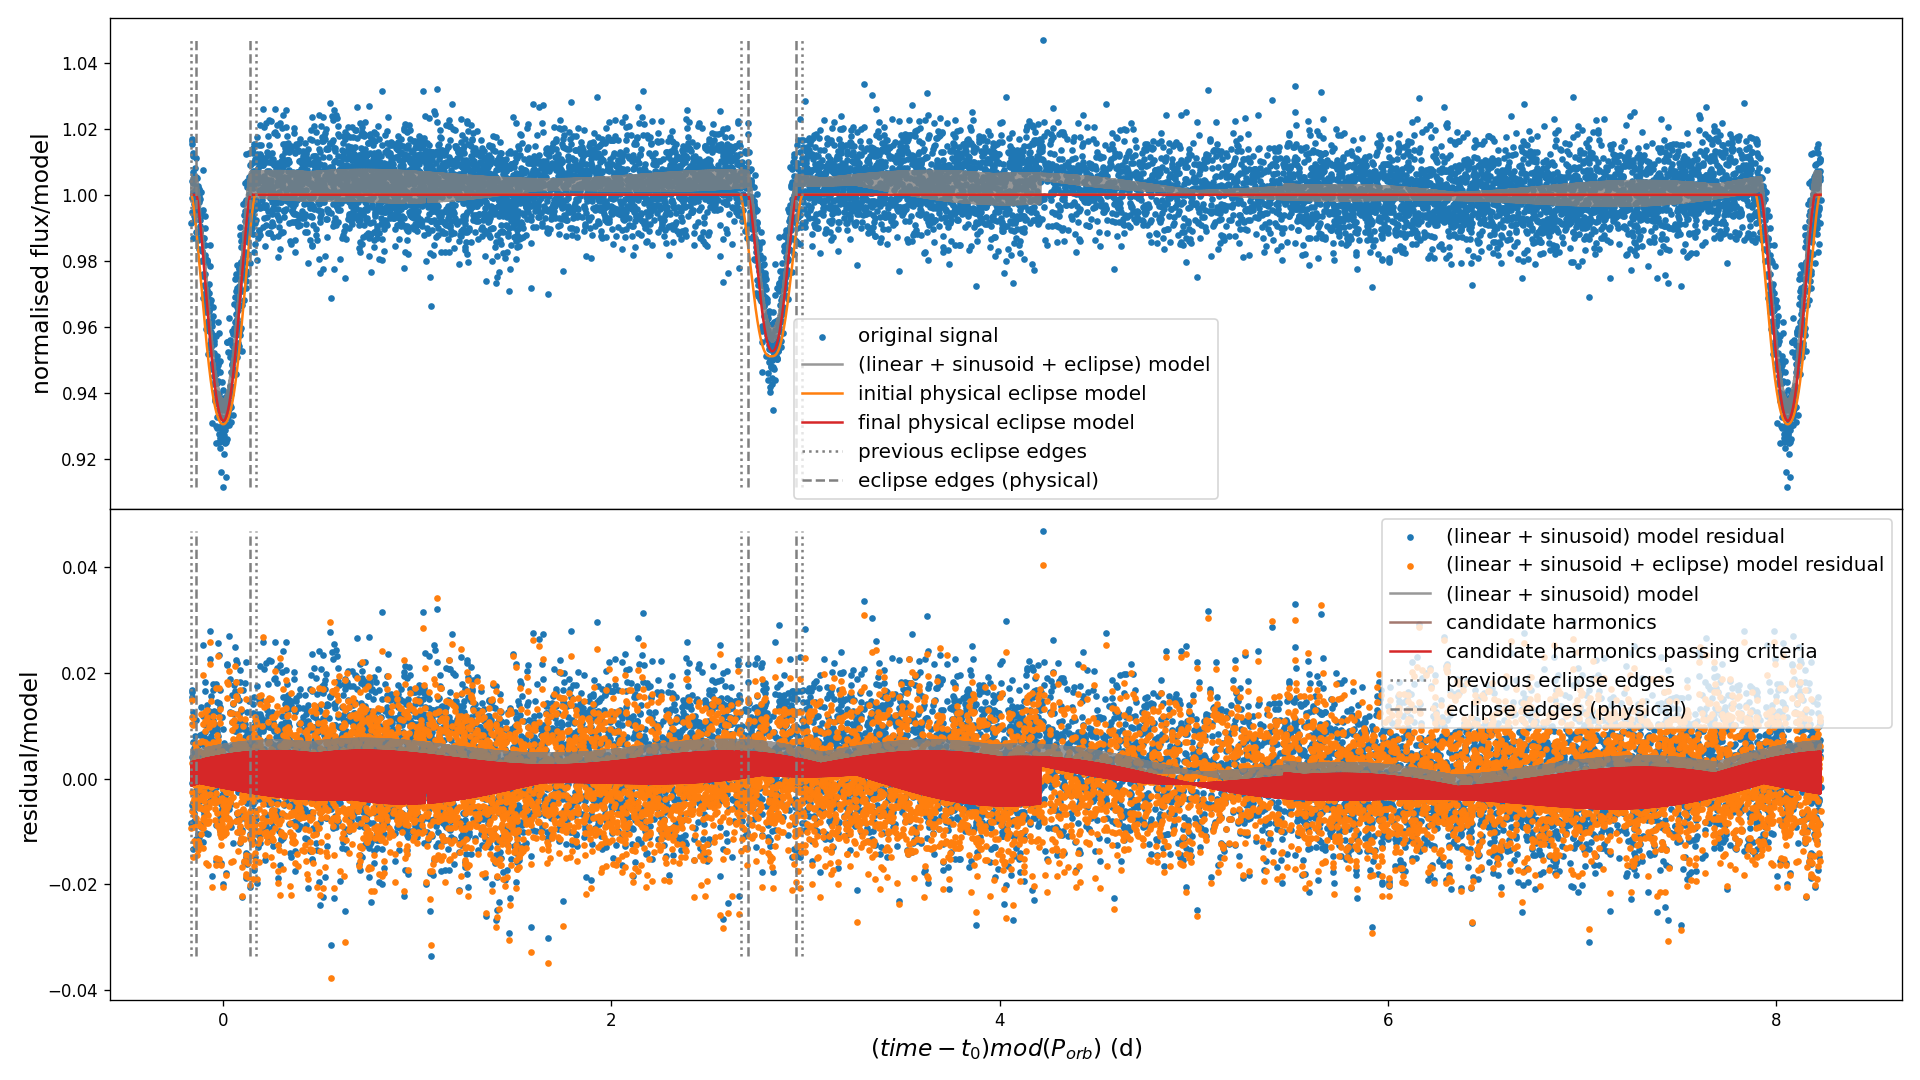 normalised flux/model
1.04
1.02
1.00
0.98
0.96
0.94
0.92
original signal
(linear + sinusoid + eclipse) model
initial physical eclipse model
final physical eclipse model
previous eclipse edges
eclipse edges (physical)
residual/model
0.04
0.02
0.00
−0.02
−0.04
(linear + sinusoid) model residual
(linear + sinusoid + eclipse) model residual
(linear + sinusoid) model
candidate harmonics
candidate harmonics passing criteria
previous eclipse edges
eclipse edges (physical)
0 2 4 6 8
(time − t₀)mod(P_orb) (d)